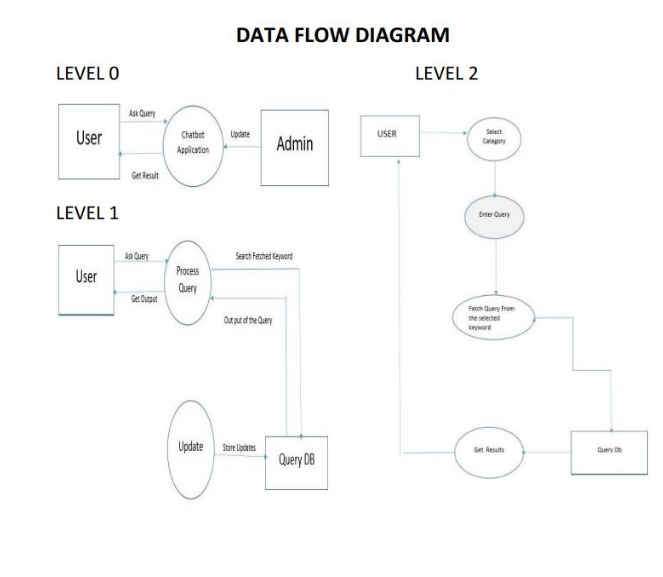 DATA FLOW DIAGRAM
LEVEL 0
User
Ask Query
Get Result
Chatbot
Application
Update
Admin
LEVEL 1
User
Ask Query
Get Output
Process
Query
Search Fetched Keyword
Out put of the Query
Update
Store Updates
Query DB
LEVEL 2
USER
Select
Category
Enter Query
Fetch Query From
the selected
keyword
Query Db
Get Results